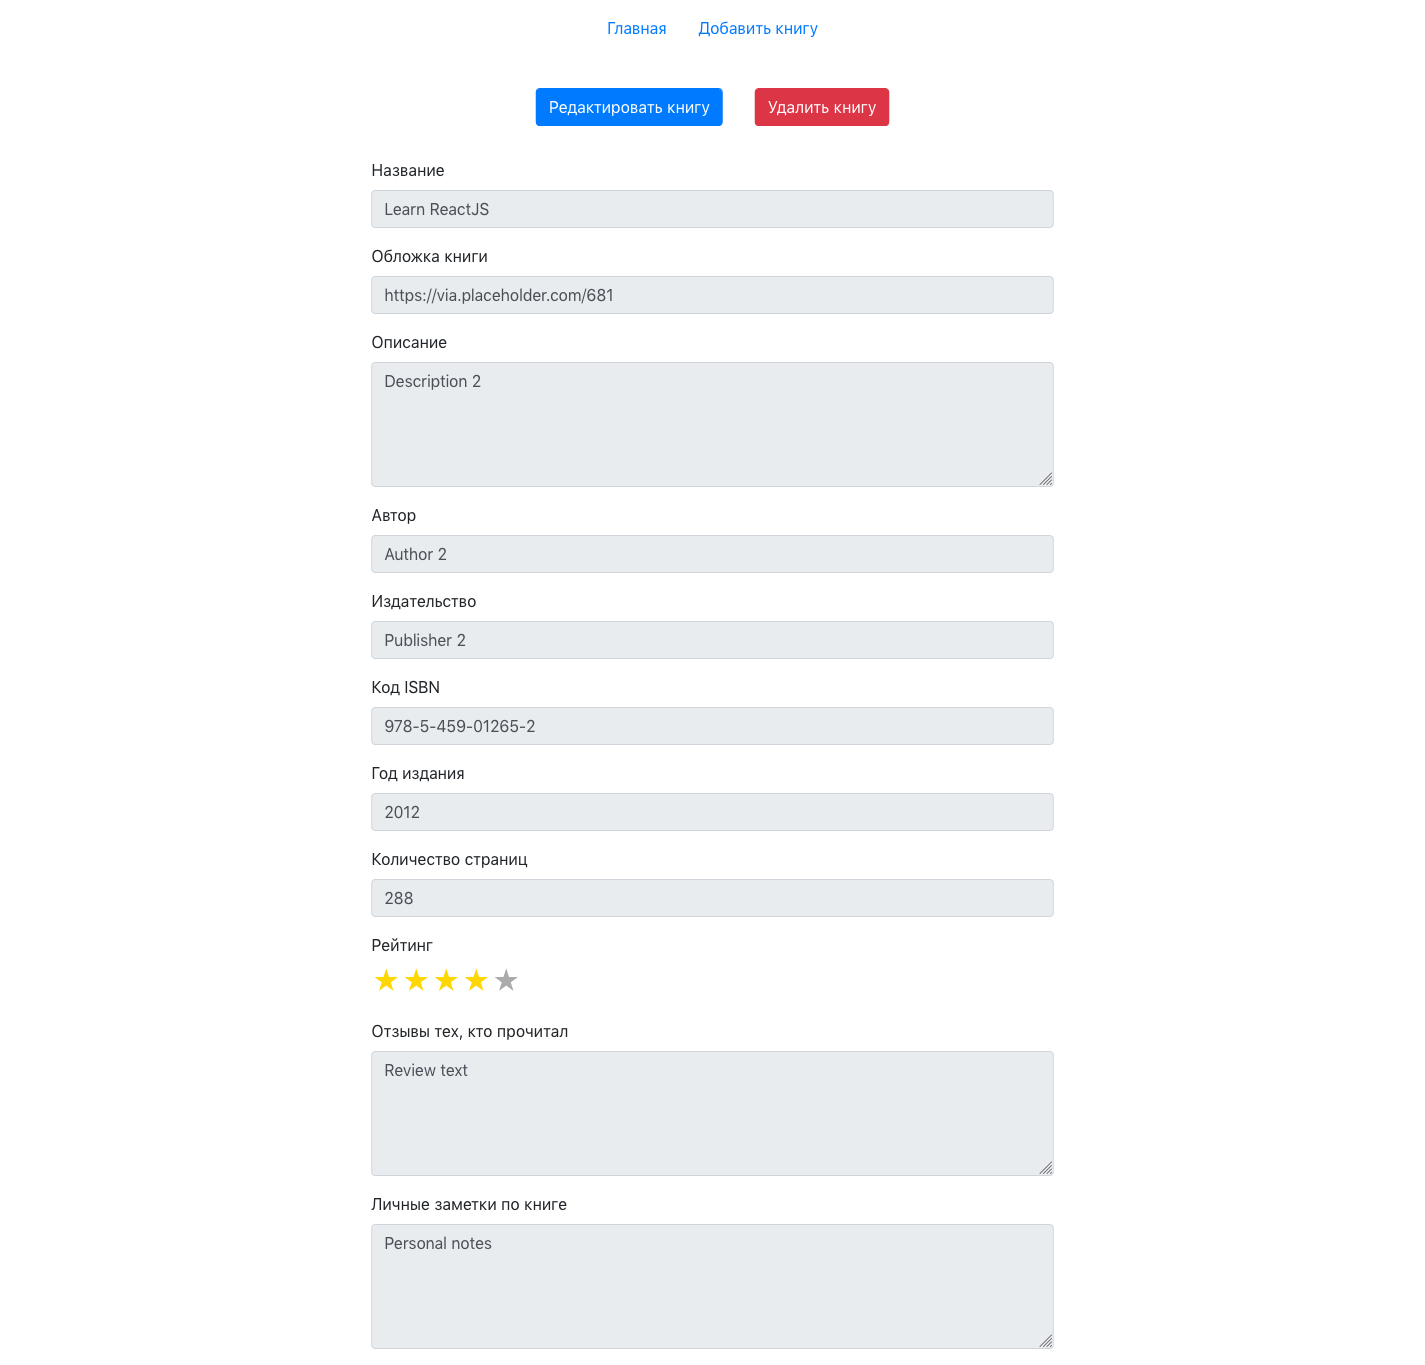 Главная Добавить книгу
Редактировать книгу Удалить книгу
Название
Learn ReactJS
Обложка книги
https://via.placeholder.com/681
Описание
Description 2
Автор
Author 2
Издательство
Publisher 2
Код ISBN
978-5-459-01265-2
Год издания
2012
Количество страниц
288
Рейтинг
Отзывы тех, кто прочитал
Review text
Личные заметки по книге
Personal notes